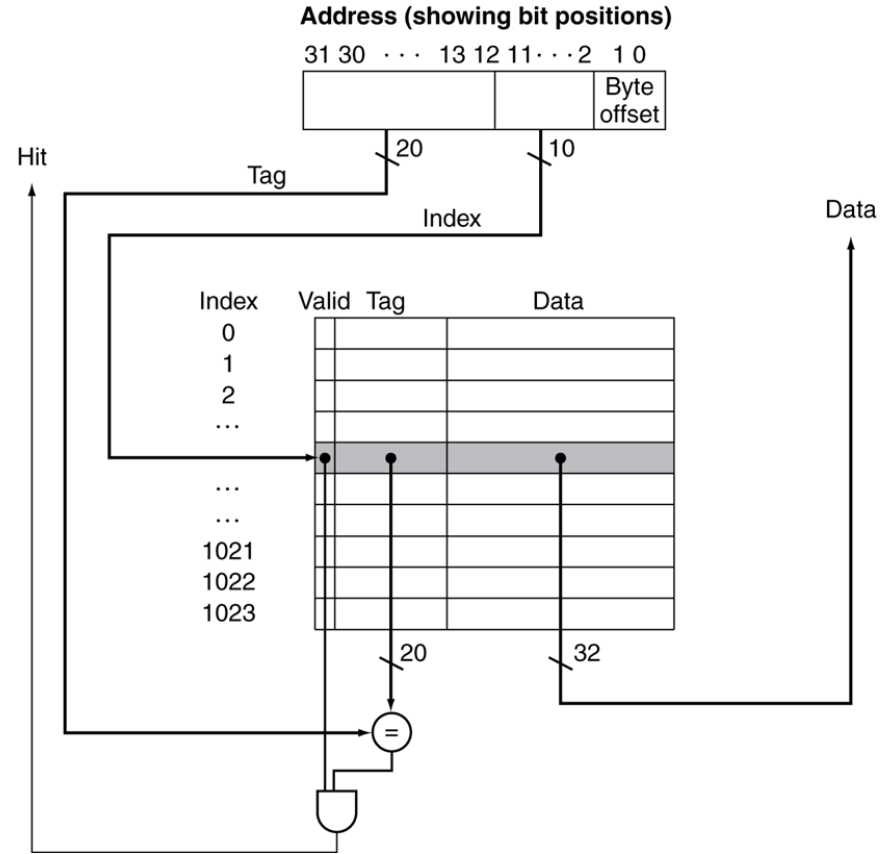 Address (showing bit positions)
31 30 · · · 13 12 11 · · · 2 1 0
Byte
offset
20
10
Hit
Tag
Index
Data
Index Valid Tag Data
0
1
2
...
...
...
1021
1022
1023
20
32
=